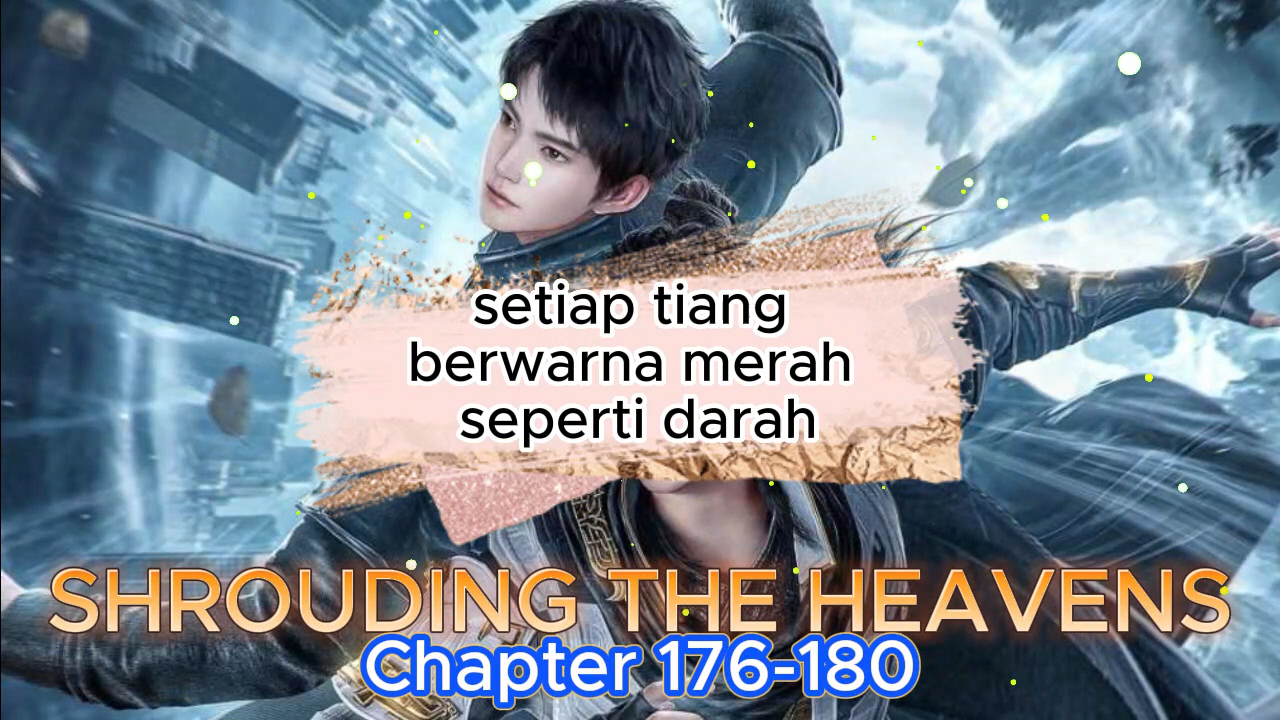 setiap tiang
berwarna merah
seperti darah
SHROUDING THE HEAVENS
Chapter 176-180